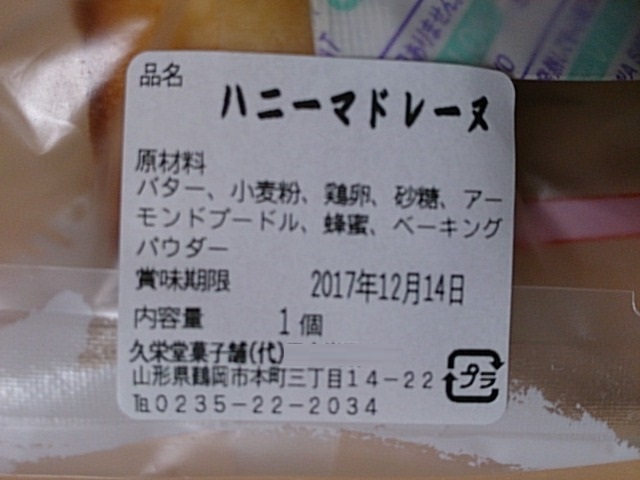 品名
ハニーマドレーヌ
原材料
バター、小麦粉、鶏卵、砂糖、アー
モンドプードル、蜂蜜、ベーキング
パウダー
賞味期限 2017年12月14日
内容量 1個
久栄堂菓子舗(代)
山形県鶴岡市本町三丁目14-22
℡0235-22-2034
プラ